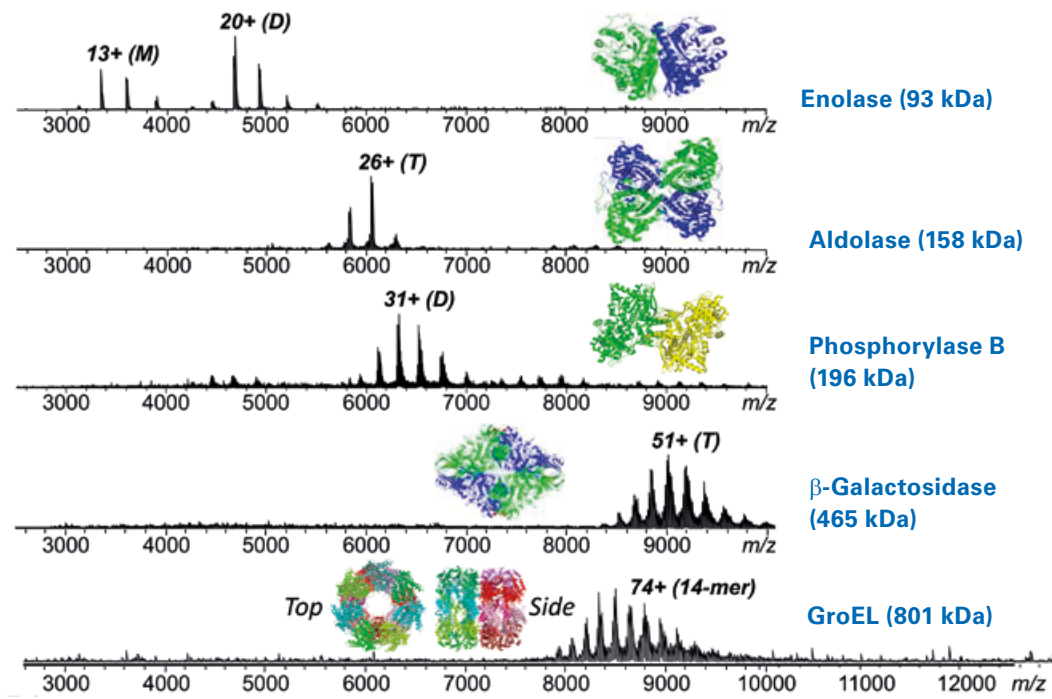 20+ (D)
13+ (M)
3000 4000 5000 6000 7000 8000 9000 m/z
Enolase (93 kDa)
26+ (T)
3000 4000 5000 6000 7000 8000 9000 m/z
Aldolase (158 kDa)
31+ (D)
3000 4000 5000 6000 7000 8000 9000 m/z
Phosphorylase B
(196 kDa)
51+ (T)
3000 4000 5000 6000 7000 8000 9000 m/z
β-Galactosidase
(465 kDa)
Top
Side
74+ (14-mer)
3000 4000 5000 6000 7000 8000 9000 10000 11000 12000 m/z
GroEL (801 kDa)